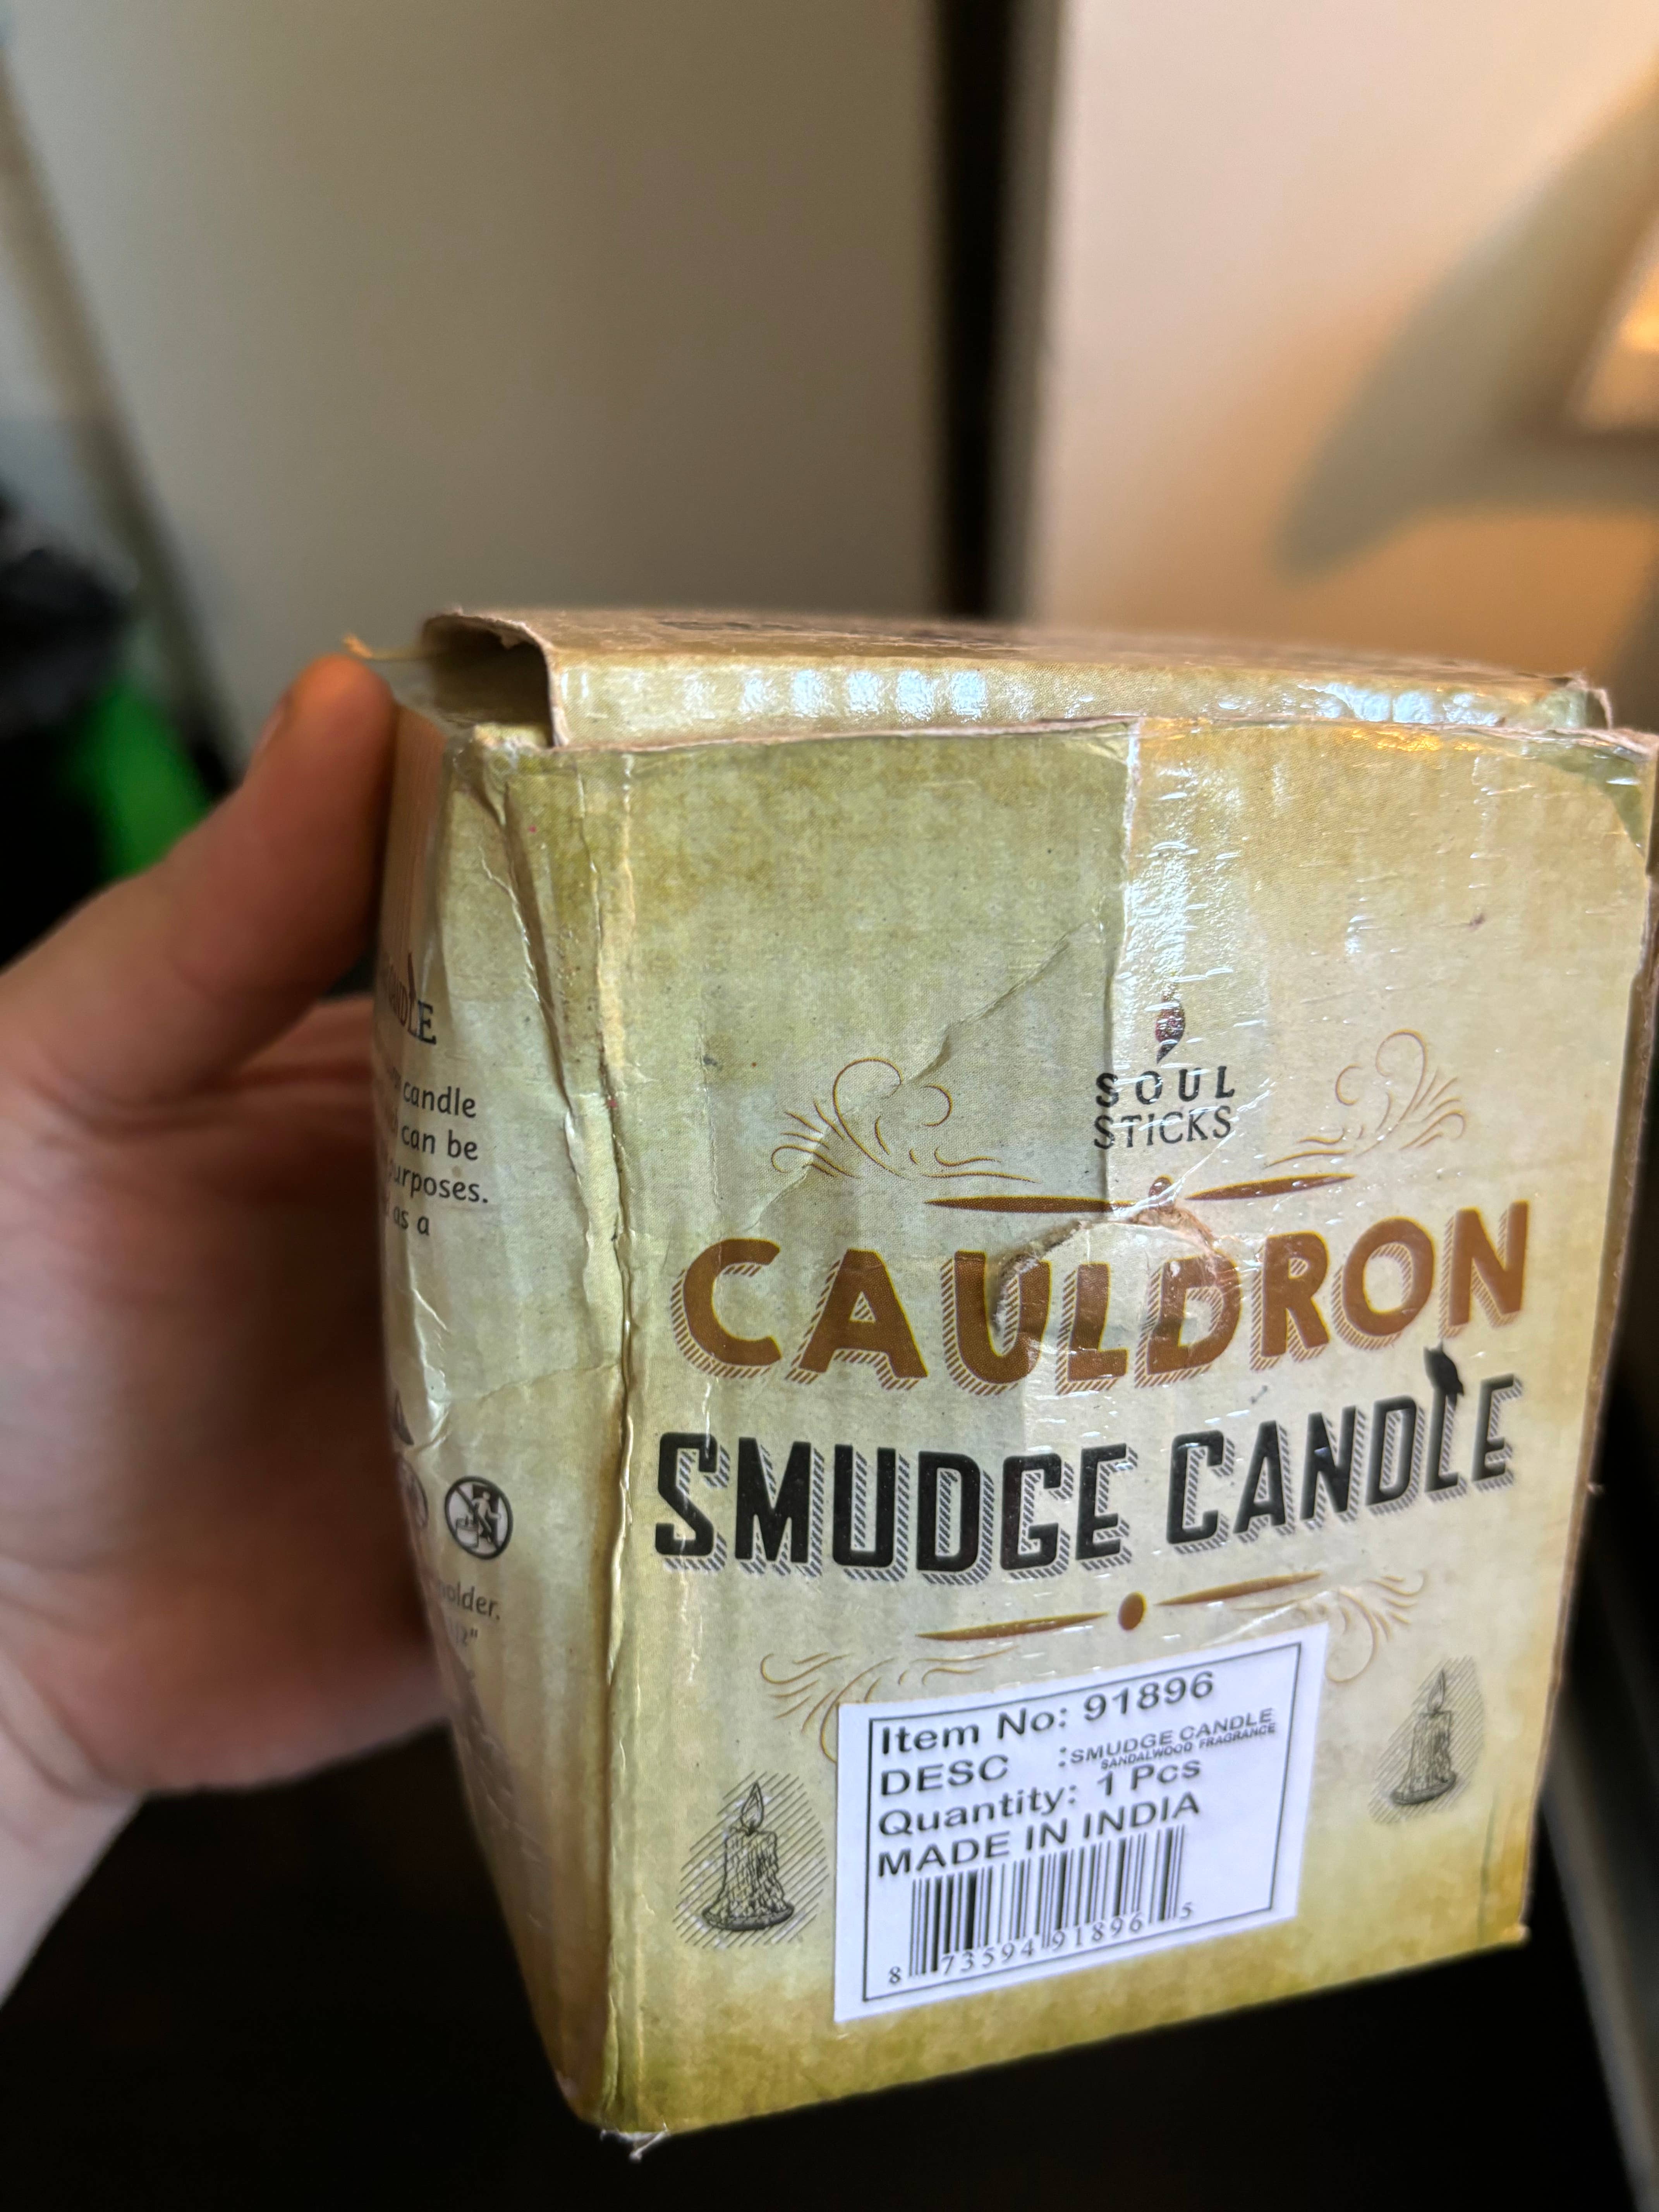 candle
can be
urposes.
as a
older.
SOUL
STICKS
CAULDRON
SMUDGE CANDLE
Item No: 91896
DESC :SMUDGE CANDLE
SANDALWOOD FRAGRANCE
Quantity: 1 Pcs
MADE IN INDIA
8 73594 91896 5